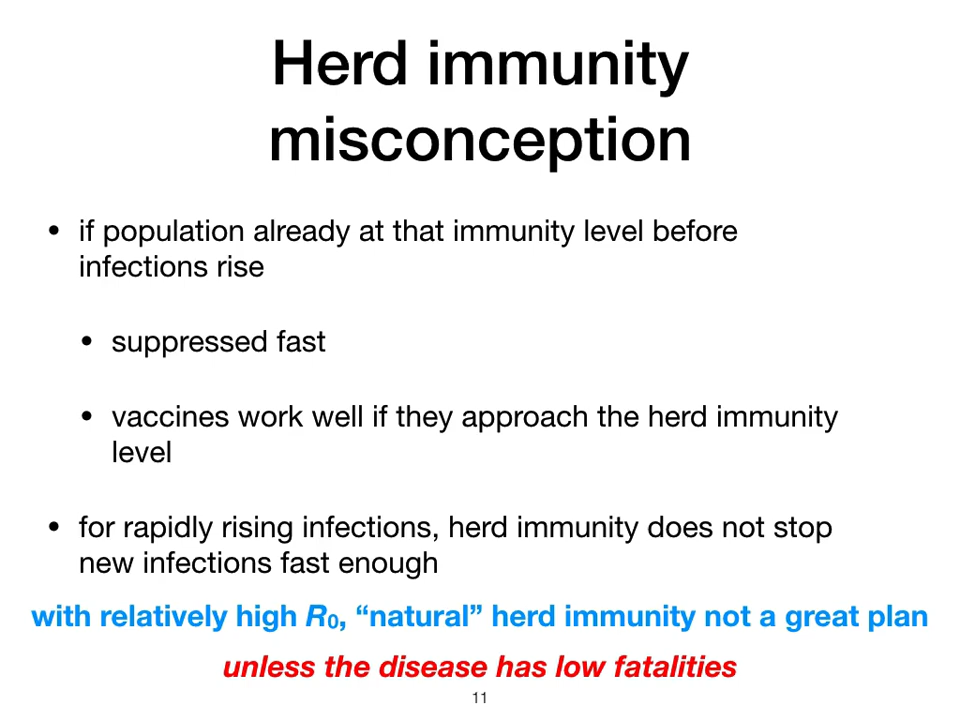 Herd immunity
misconception
• if population already at that immunity level before
infections rise
• suppressed fast
• vaccines work well if they approach the herd immunity
level
• for rapidly rising infections, herd immunity does not stop
new infections fast enough
with relatively high R₀, “natural” herd immunity not a great plan
unless the disease has low fatalities
11